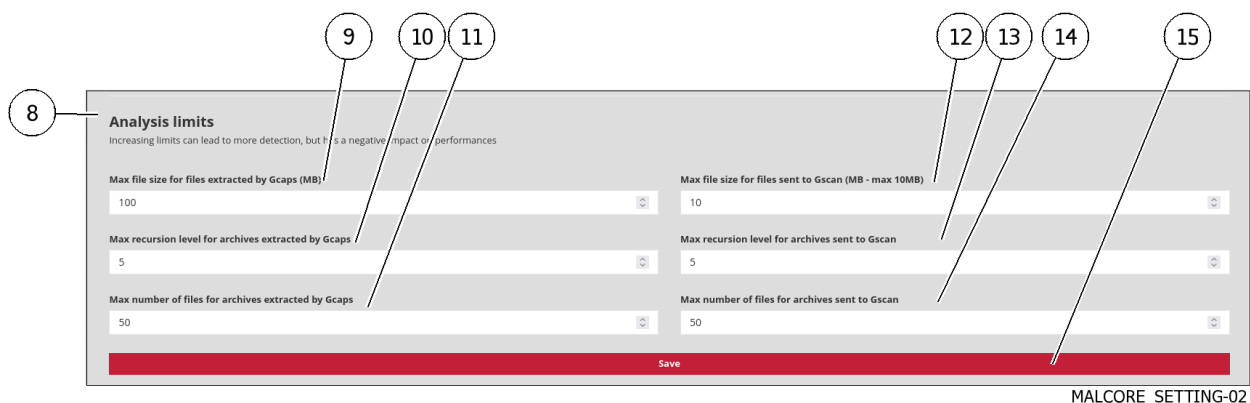 9 10 11 12 13 14 15
8
Analysis limits
Increasing limits can lead to more detection, but has a negative impact on performances
Max file size for files extracted by Gcaps (MB) Max file size for files sent to Gscan (MB - max 10MB)
100 10
Max recursion level for archives extracted by Gcaps Max recursion level for archives sent to Gscan
5 5
Max number of files for archives extracted by Gcaps Max number of files for archives sent to Gscan
50 50
Save
MALCORE_SETTING-02